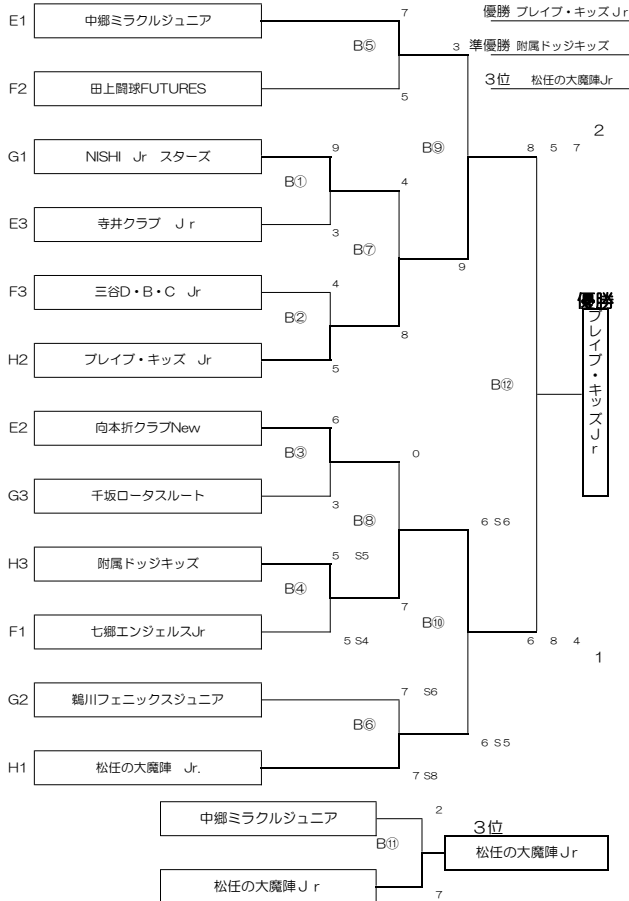 優勝 ブレイブ・キッズJr
準優勝 附属ドッジキッズ
3位 松任の大魔陣Jr
E1 中郷ミラクルジュニア 7
B⑤ 3
F2 田上闘球FUTURES 5
G1 NISHI Jr スターズ 9
B① 4
E3 寺井クラブ Jr 3
B⑦
B⑨ 8 5 7 2
F3 三谷D・B・C Jr 4
B② 9
H2 ブレイブ・キッズ Jr 5
8
優勝
ブレイブ・キッズJr
B⑫
E2 向本折クラブNew 6
B③ 0
G3 千坂ロータスルート 3
B⑧ 6 S6
H3 附属ドッジキッズ 5 S5
B④ 7
F1 七郷エンジェルスJr 5 S4
B⑩ 6 8 4 1
G2 鵜川フェニックスジュニア 7 S6
B⑥ 6 S5
H1 松任の大魔陣 Jr. 7 S8
中郷ミラクルジュニア 2
B⑪
3位
松任の大魔陣Jr
松任の大魔陣Jr 7